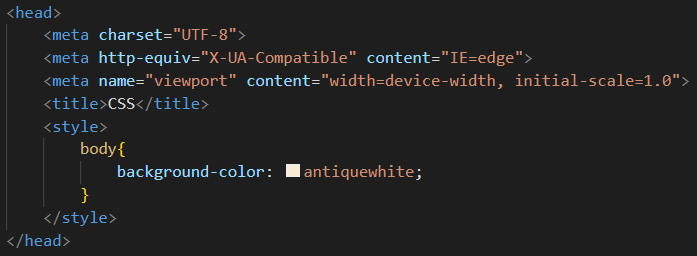 <head>
    <meta charset="UTF-8">
    <meta http-equiv="X-UA-Compatible" content="IE=edge">
    <meta name="viewport" content="width=device-width, initial-scale=1.0">
    <title>CSS</title>
    <style>
        body{
            background-color: antiquewhite;
        }
    </style>
</head>